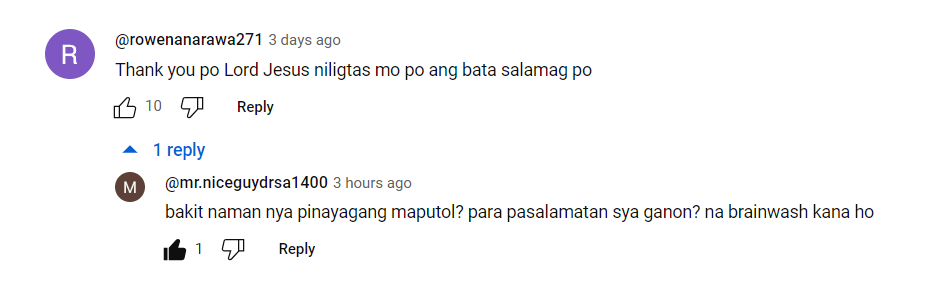 R
@rowenanarawa271 3 days ago
Thank you po Lord Jesus niligtas mo po ang bata salamag po
10 Reply
1 reply
M
@mr.niceguydrsa1400 3 hours ago
bakit naman nya pinayagang maputol? para pasalamatan sya ganon? na brainwash kana ho
1 Reply